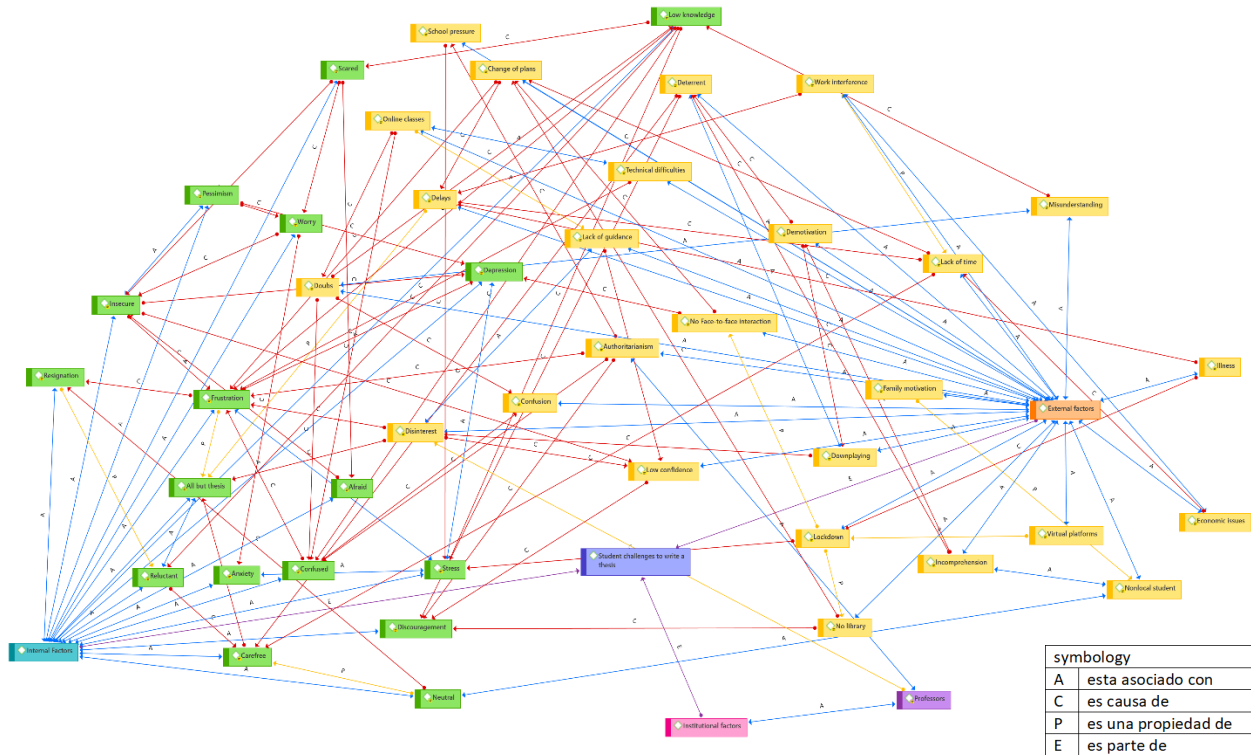 Low knowledge
School pressure
Scared
Change of plans
Deterrent
Work interference
Online classes
Technical difficulties
Pessimism
Delays
Misunderstanding
Worry
Lack of guidance
Demotivation
Lack of time
Depression
Doubs
Insecure
No Face-to-face interaction
Authoritarianism
Illness
Resignation
Frustration
Family motivation
Confusion
External factors
Disinterest
Downplaying
Low confidence
All but thesis
Afraid
Economic issues
Lockdown
Virtual platforms
Student challenges to write a
thesis
Incomprehension
Reluctant
Anxiety
Confused
Stress
Nonlocal student
Discouragement
No library
Internal Factors
Carefree
Neutral
Professors
Institutional factors
symbology
A esta asociado con
C es causa de
P es una propiedad de
E es parte de